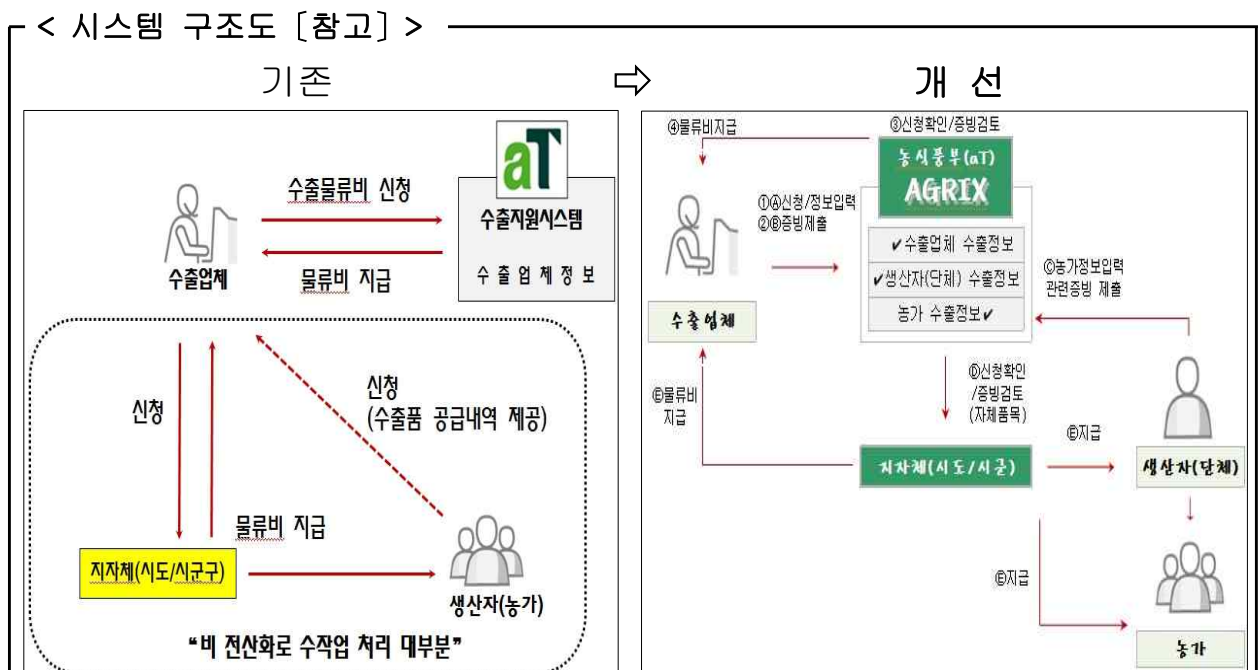 < 시스템 구조도 [참고] >
기존
⇨
개 선
aT
수출물류비 신청
수출지원시스템
수출업체
물류비 지급
수 출 업 체 정 보
신청
신청
(수출품 공급내역 제공)
물류비 지급
지자체(시도/시군구)
생산자(농가)
“비 전산화로 수작업 처리 대부분”
④물류비지급
③신청확인/증빙검토
농식품부(aT)
AGRIX
①Ⓐ신청/정보입력
②Ⓑ증빙제출
✔수출업체 수출정보
✔생산자(단체) 수출정보
농가 수출정보✔
Ⓒ농가정보입력
관련증빙 제출
수출업체
Ⓓ신청확인
/증빙검토
(자체품목)
Ⓔ물류비
지급
Ⓔ지급
지자체(시도/시군)
생산자(단체)
Ⓔ지급
농가